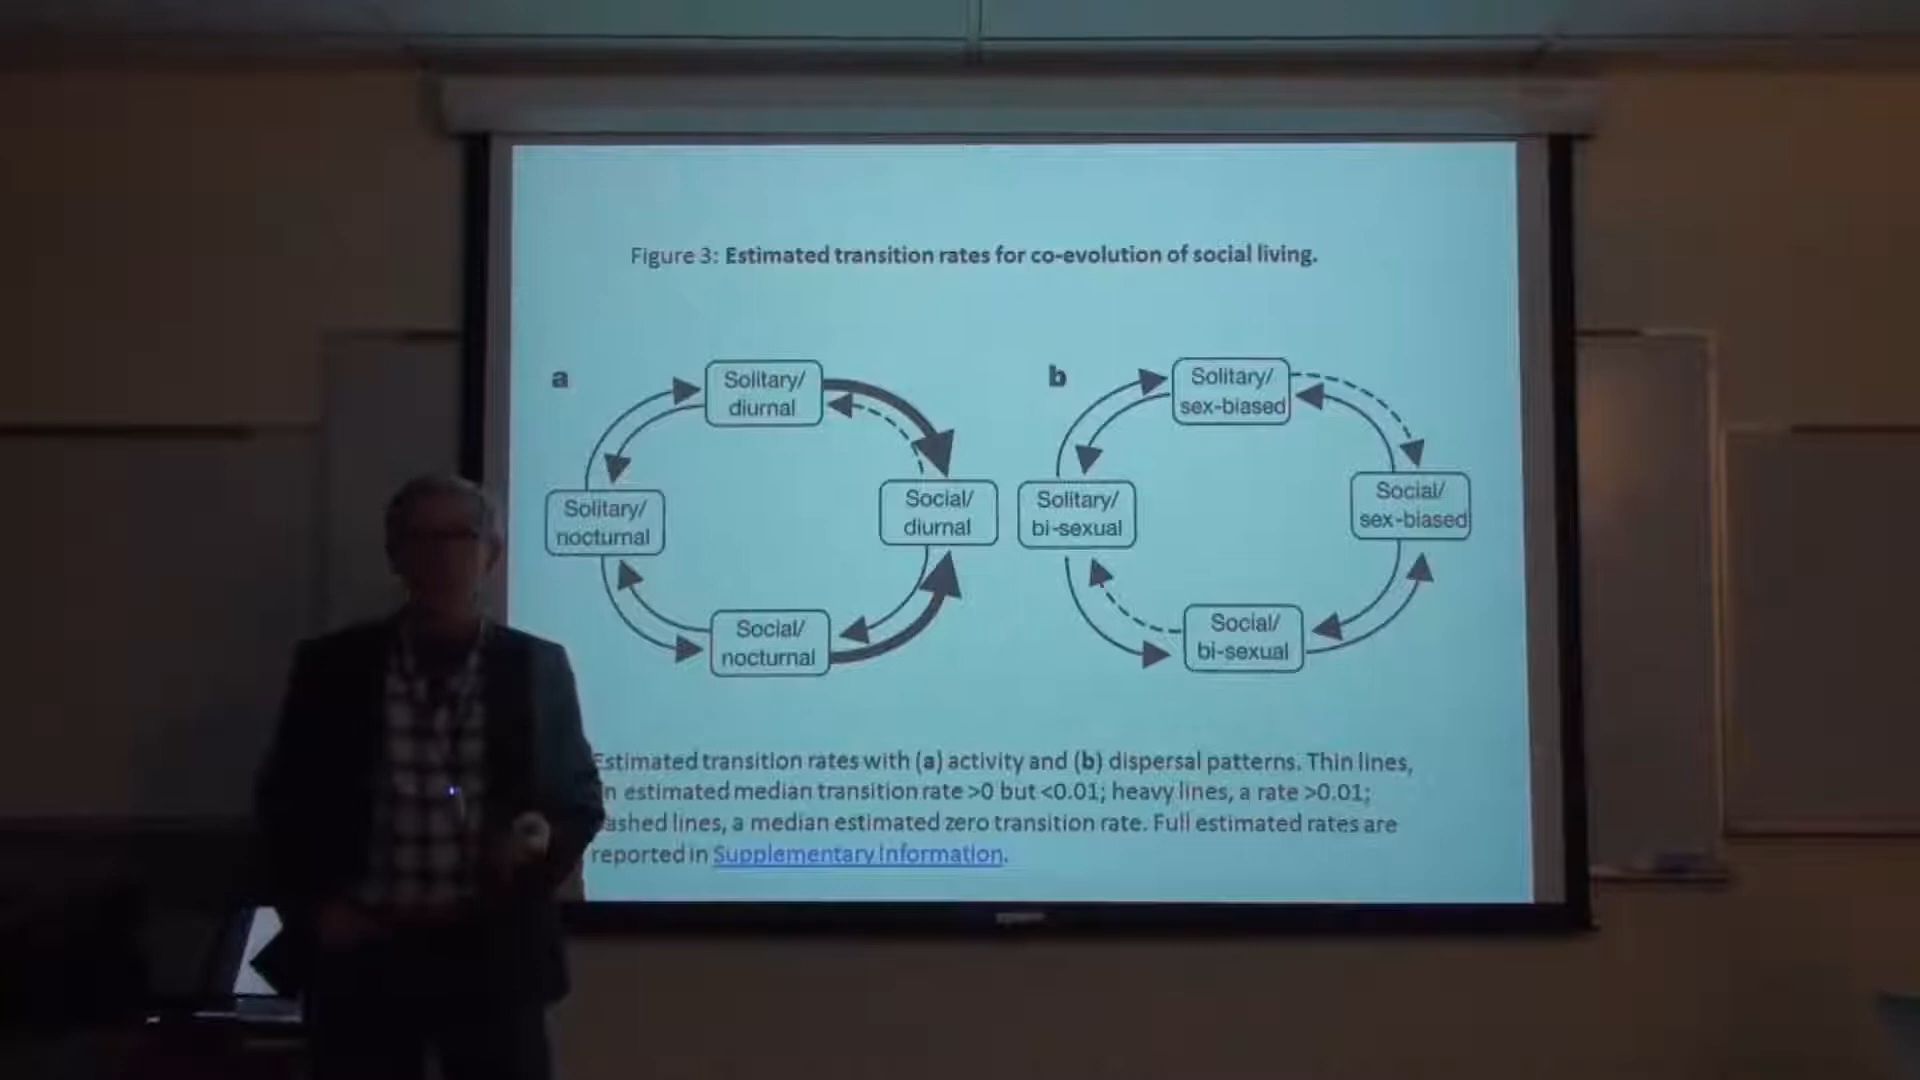 Figure 3: Estimated transition rates for co-evolution of social living.
a
Solitary/
diurnal
Solitary/
nocturnal
Social/
diurnal
Social/
nocturnal
b
Solitary/
sex-biased
Solitary/
bi-sexual
Social/
sex-biased
Social/
bi-sexual
Estimated transition rates with (a) activity and (b) dispersal patterns. Thin lines,
estimated median transition rate >0 but <0.01; heavy lines, a rate >0.01;
lines, a median estimated zero transition rate. Full estimated rates are
reported in Supplementary Information.